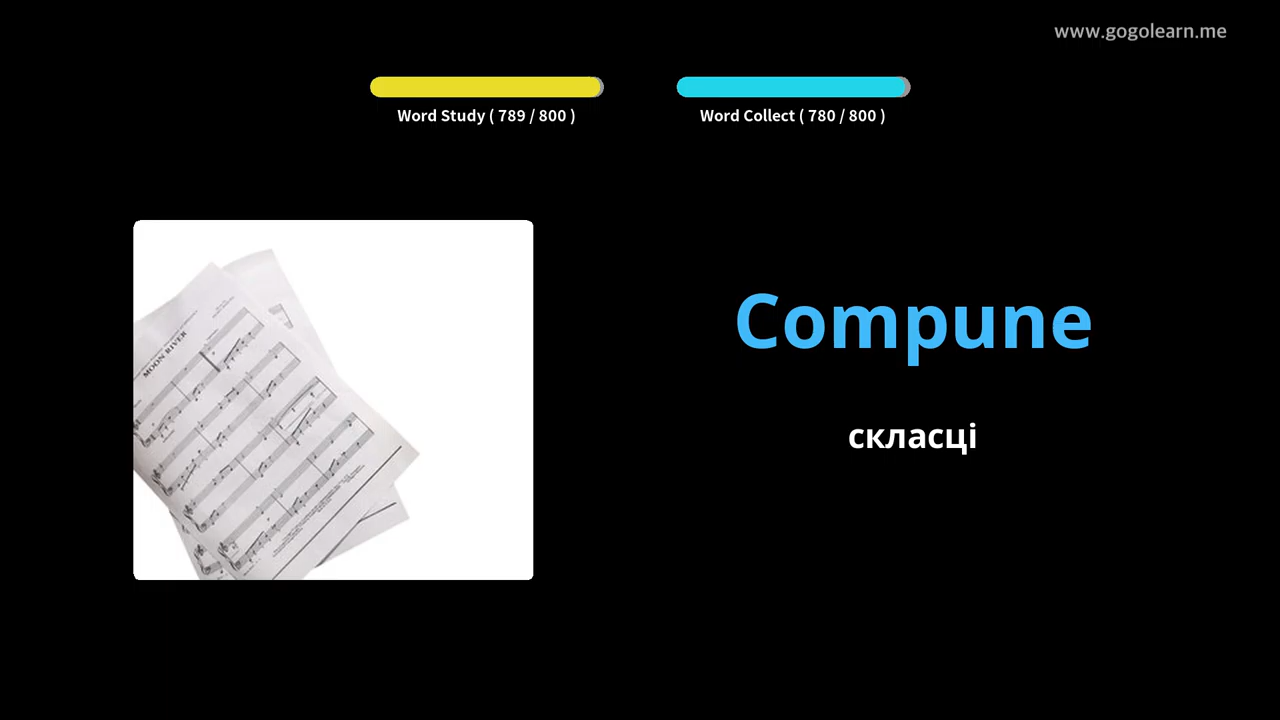 www.gogolearn.me
Word Study ( 789 / 800 )
Word Collect ( 780 / 800 )
MOON RIVER
Compune
скласці